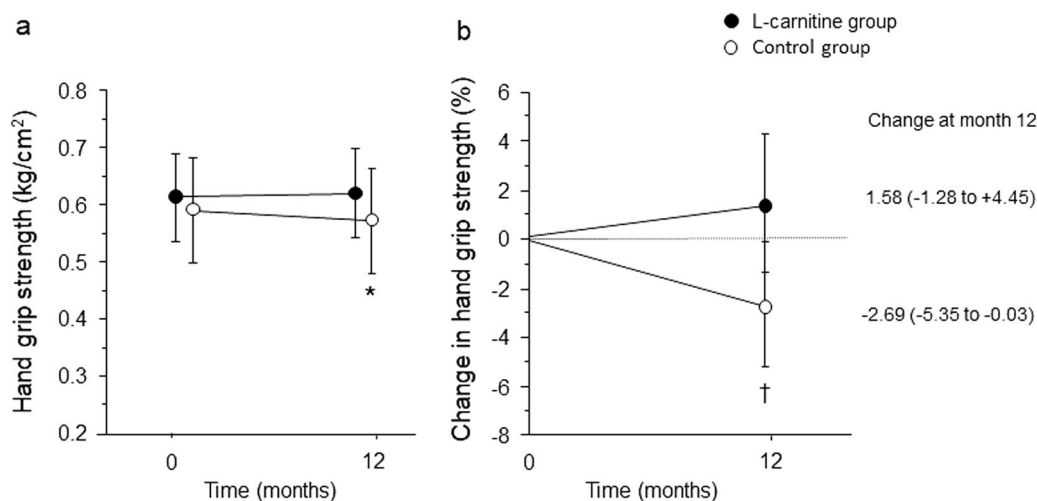 a
b
L-carnitine group
Control group
Hand grip strength (kg/cm²)
0.8
0.7
0.6
0.5
0.4
0.3
0.2
*
0
12
Time (months)
Change in hand grip strength (%)
6
4
2
0
-2
-4
-6
-8
†
0
12
Time (months)
Change at month 12
1.58 (-1.28 to +4.45)
-2.69 (-5.35 to -0.03)